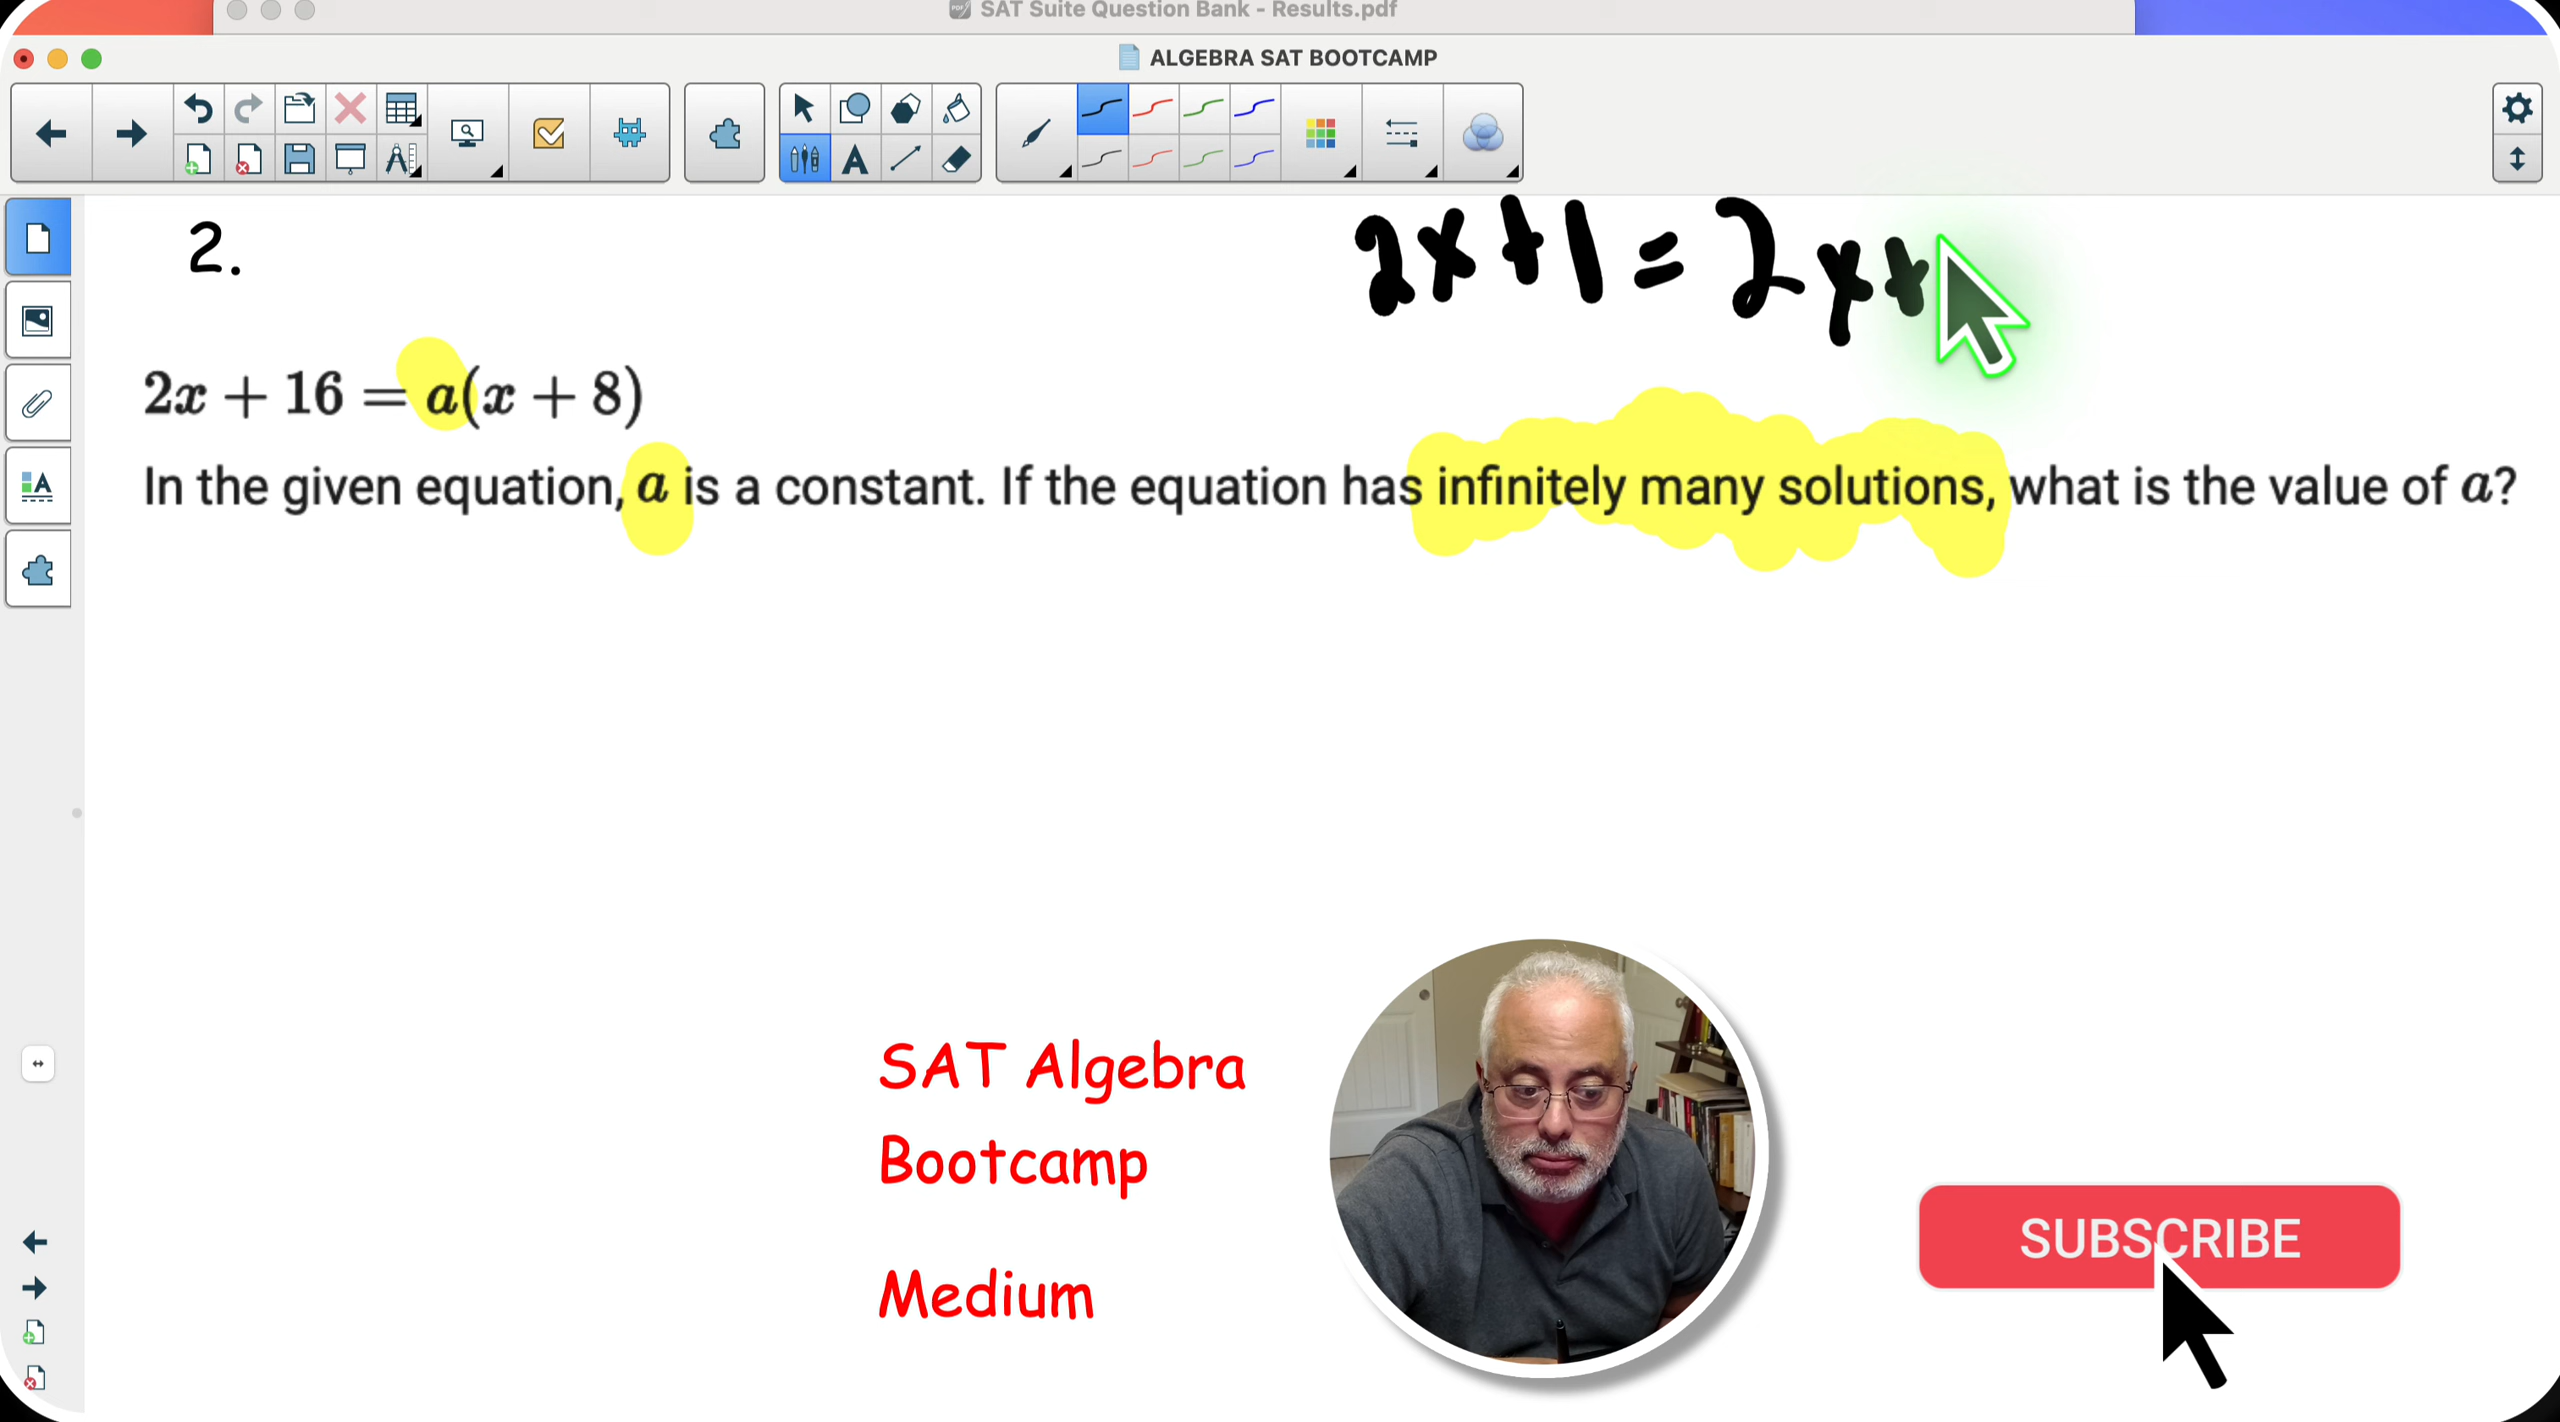 SAT Suite Question Bank - Results.pdf
ALGEBRA SAT BOOTCAMP
2.
2x+1=2x+
2x + 16 = a(x + 8)
In the given equation, a is a constant. If the equation has infinitely many solutions, what is the value of a?
SAT Algebra
Bootcamp
Medium
SUBSCRIBE